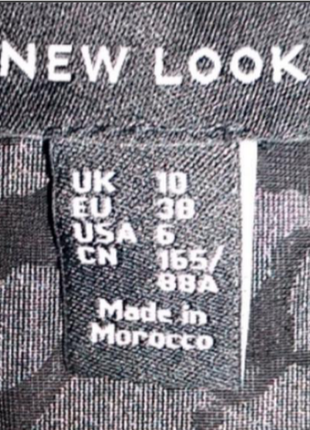 NEW LOOK
UK 10
EU 38
USA 6
CN 165/
88A
Made in
Morocco